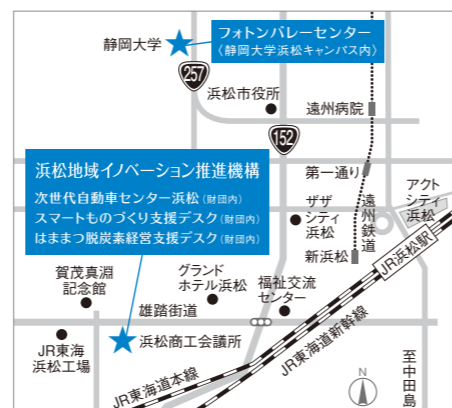 静岡大学
フォトンバレーセンター
〈静岡大学浜松キャンパス内〉
257
浜松市役所
遠州病院
152
浜松地域イノベーション推進機構
次世代自動車センター浜松(財団内)
スマートものづくり支援デスク(財団内)
はままつ脱炭素経営支援デスク(財団内)
第一通り
遠州鉄道
アクト
シティ
浜松
ザザ
シティ
浜松
新浜松
JR浜松駅
賀茂真淵
記念館
グランド
ホテル浜松
福祉交流
センター
雄踏街道
JR東海
浜松工場
浜松商工会議所
JR東海道本線
JR東海道新幹線
N
至中田島